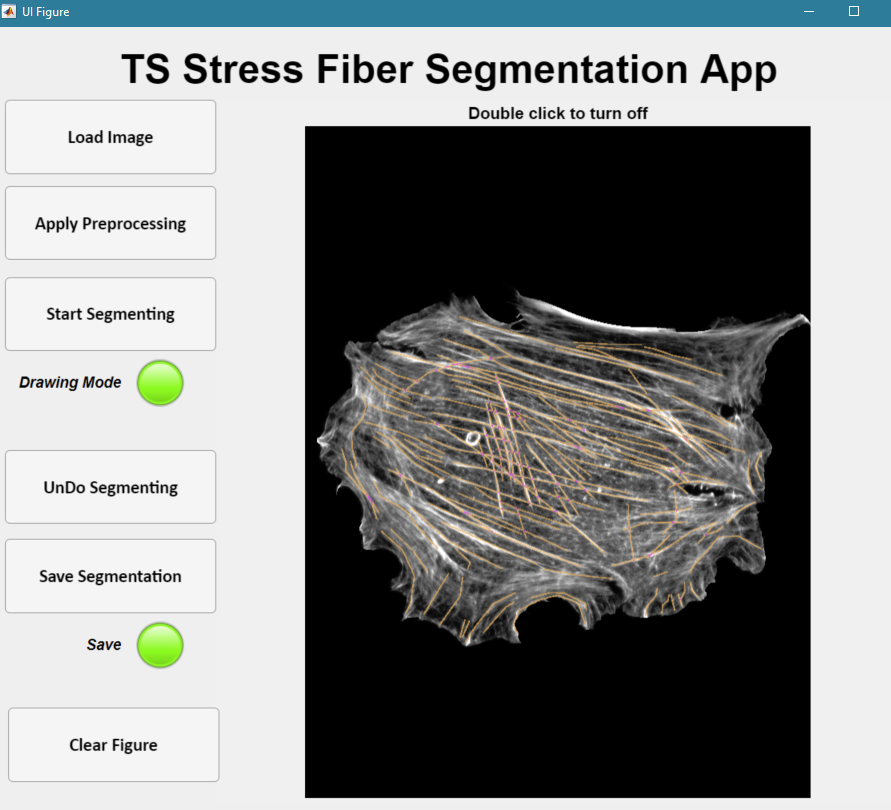 UI Figure
TS Stress Fiber Segmentation App
Double click to turn off
Load Image
Apply Preprocessing
Start Segmenting
Drawing Mode
UnDo Segmenting
Save Segmentation
Save
Clear Figure